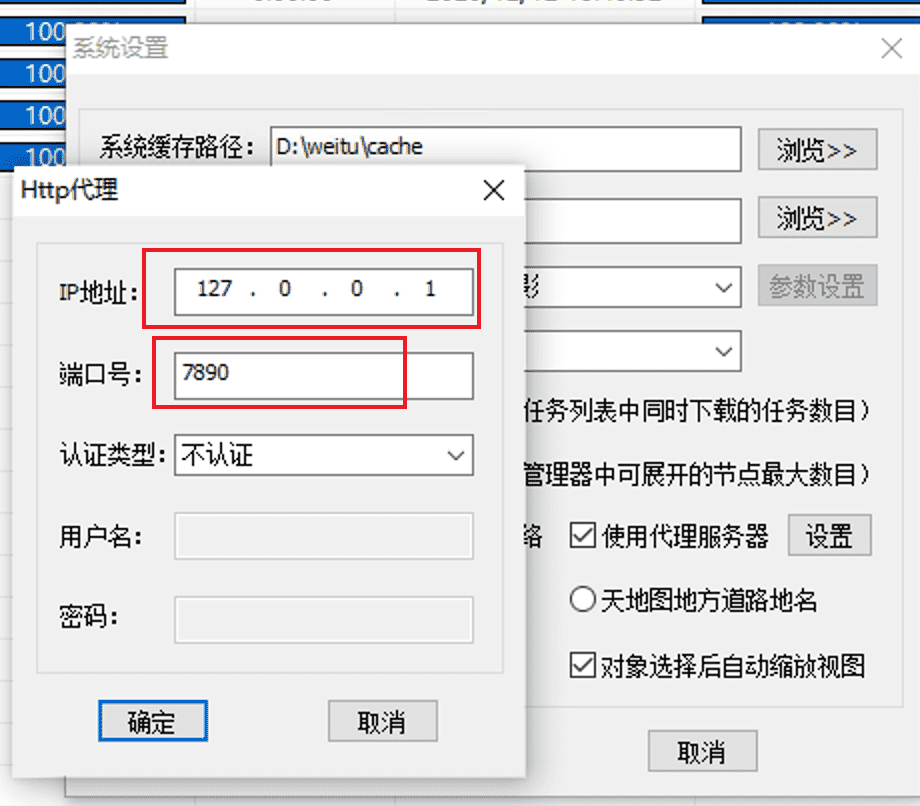 100
100
100
100
系统设置
系统缓存路径： D:\weitu\cache 浏览>>
浏览>>
影 参数设置
任务列表中同时下载的任务数目）
管理器中可展开的节点最大数目）
络 使用代理服务器 设置
天地图地方道路地名
对象选择后自动缩放视图
取消
Http代理
IP地址： 127 . 0 . 0 . 1
端口号： 7890
认证类型： 不认证
用户名：
密码：
确定 取消